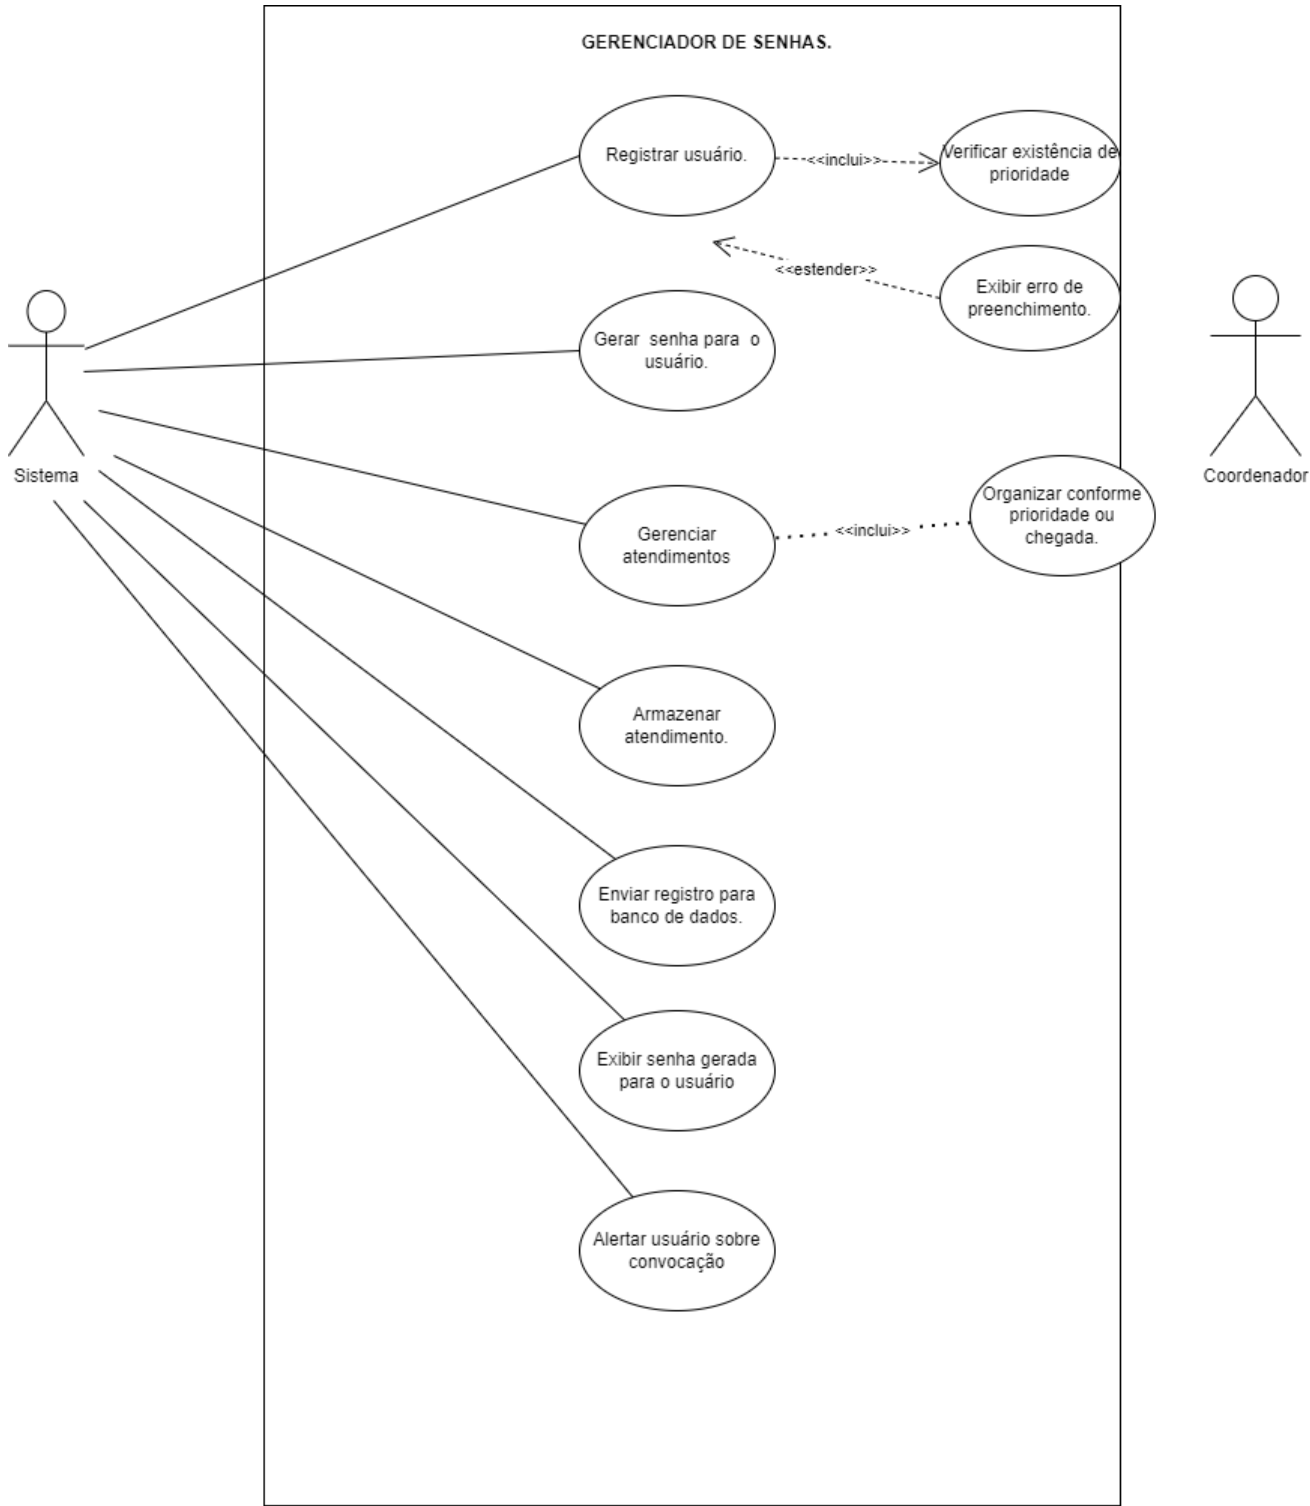 GERENCIADOR DE SENHAS.
Registrar usuário.
<<inclui>>
Verificar existência de
prioridade
<<estender>>
Exibir erro de
preenchimento.
Gerar senha para o
usuário.
Sistema
Coordenador
Gerenciar
atendimentos
<<inclui>>
Organizar conforme
prioridade ou
chegada.
Armazenar
atendimento.
Enviar registro para
banco de dados.
Exibir senha gerada
para o usuário
Alertar usuário sobre
convocação